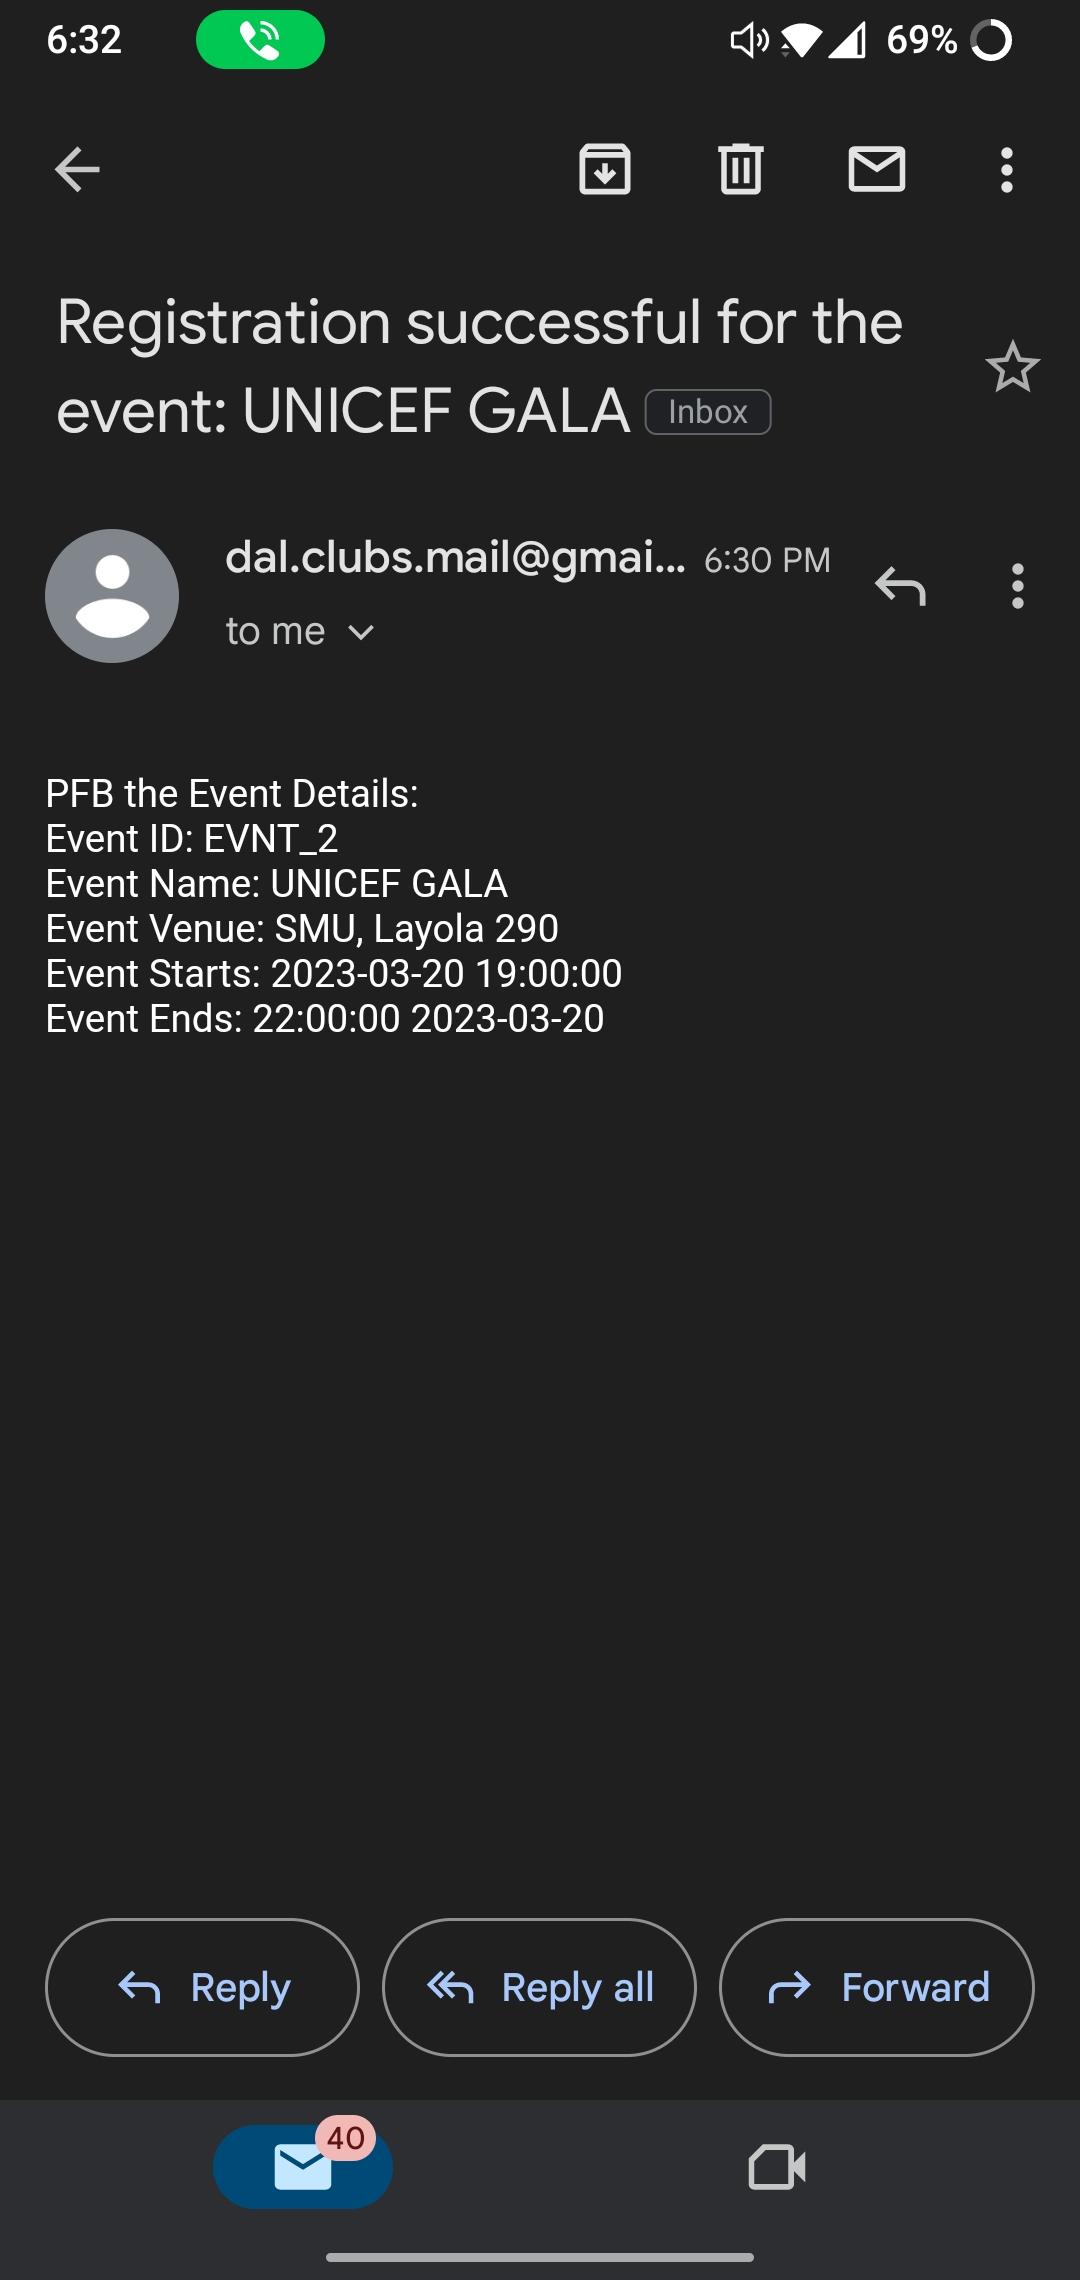 6:32
69%
Registration successful for the
event: UNICEF GALA Inbox
dal.clubs.mail@gmai... 6:30 PM
to me
PFB the Event Details:
Event ID: EVNT_2
Event Name: UNICEF GALA
Event Venue: SMU, Layola 290
Event Starts: 2023-03-20 19:00:00
Event Ends: 22:00:00 2023-03-20
Reply
Reply all
Forward
40